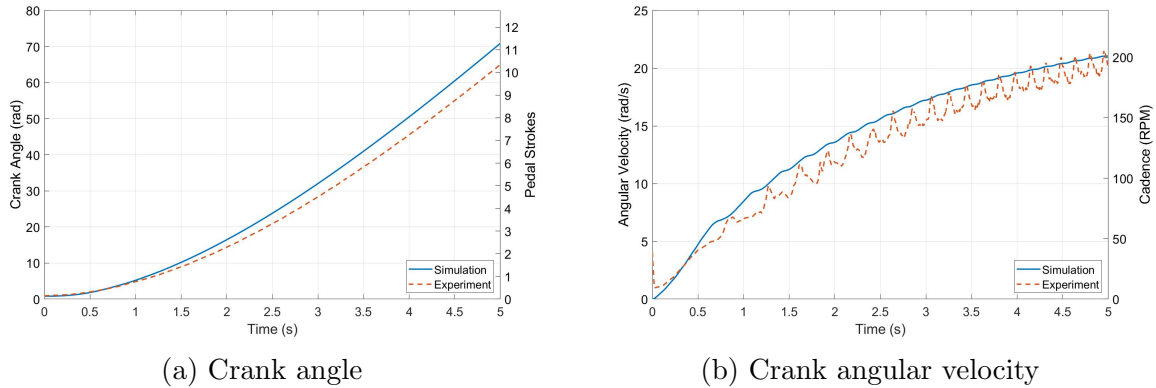 80
70
60
50
40
30
20
10
0
Crank Angle (rad)
12
11
10
9
8
7
6
5
4
3
2
1
0
Pedal Strokes
Simulation
Experiment
0 0.5 1 1.5 2 2.5 3 3.5 4 4.5 5
Time (s)
(a) Crank angle
25
20
15
10
5
0
Angular Velocity (rad/s)
200
150
100
50
0
Cadence (RPM)
Simulation
Experiment
0 0.5 1 1.5 2 2.5 3 3.5 4 4.5 5
Time (s)
(b) Crank angular velocity